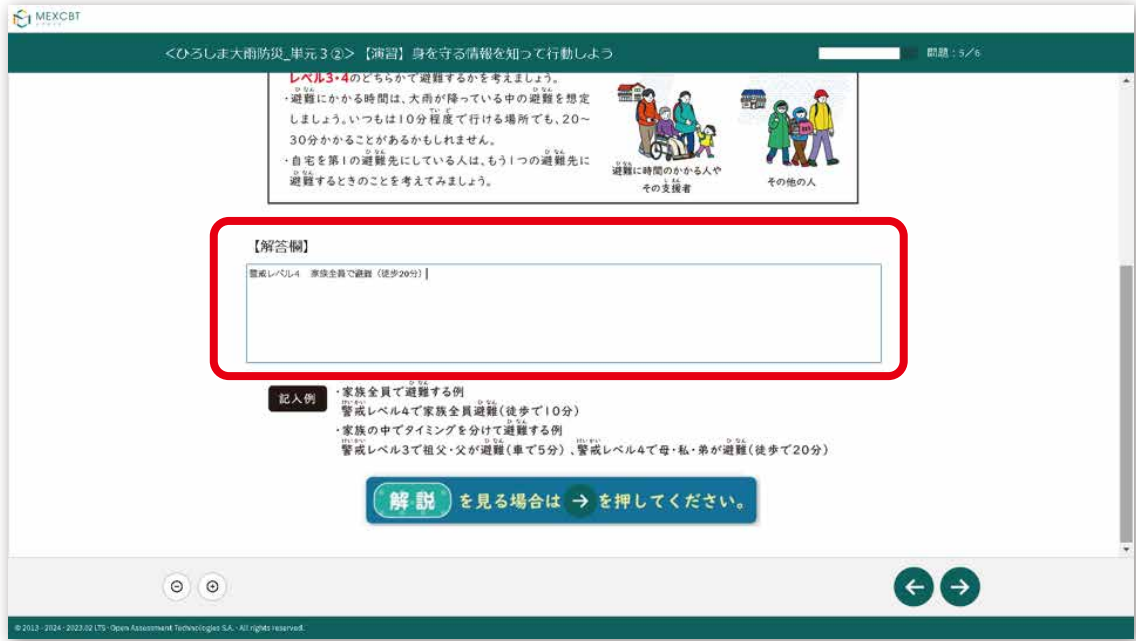 MEXCBT
<ひろしま大雨防災_単元3②>【演習】身を守る情報を知って行動しよう
問題：5／6
レベル3・4のどちらかで避難するかを考えましょう。
・避難にかかる時間は、大雨が降っている中の避難を想定
しましょう。いつもは10分程度で行ける場所でも、20～
30分かかることがあるかもしれません。
・自宅を第1の避難先にしている人は、もう1つの避難先に
避難するときのことを考えてみましょう。
避難に時間のかかる人や
その支援者
その他の人
【解答欄】
警戒レベル4　家族全員で避難（徒歩20分）
記入例
・家族全員で避難する例
警戒レベル4で家族全員避難(徒歩で10分)
・家族の中でタイミングを分けて避難する例
警戒レベル3で祖父・父が避難(車で5分)、警戒レベル4で母・私・弟が避難(徒歩で20分)
解説 を見る場合は → を押してください。
© 2013 - 2024 - 2023.02 LTS - Open Assessment Technologies S.A. - All rights reserved.